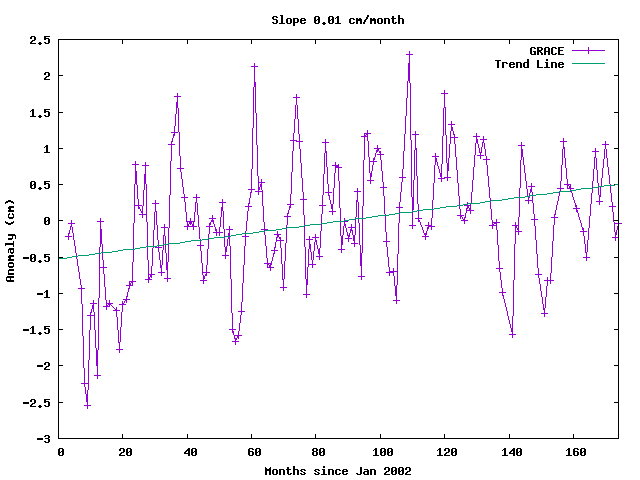 Slope 0.01 cm/month
GRACE
Trend Line
2.5
2
1.5
1
0.5
0
-0.5
-1
-1.5
-2
-2.5
-3
Anomaly (cm)
0 20 40 60 80 100 120 140 160
Months since Jan 2002